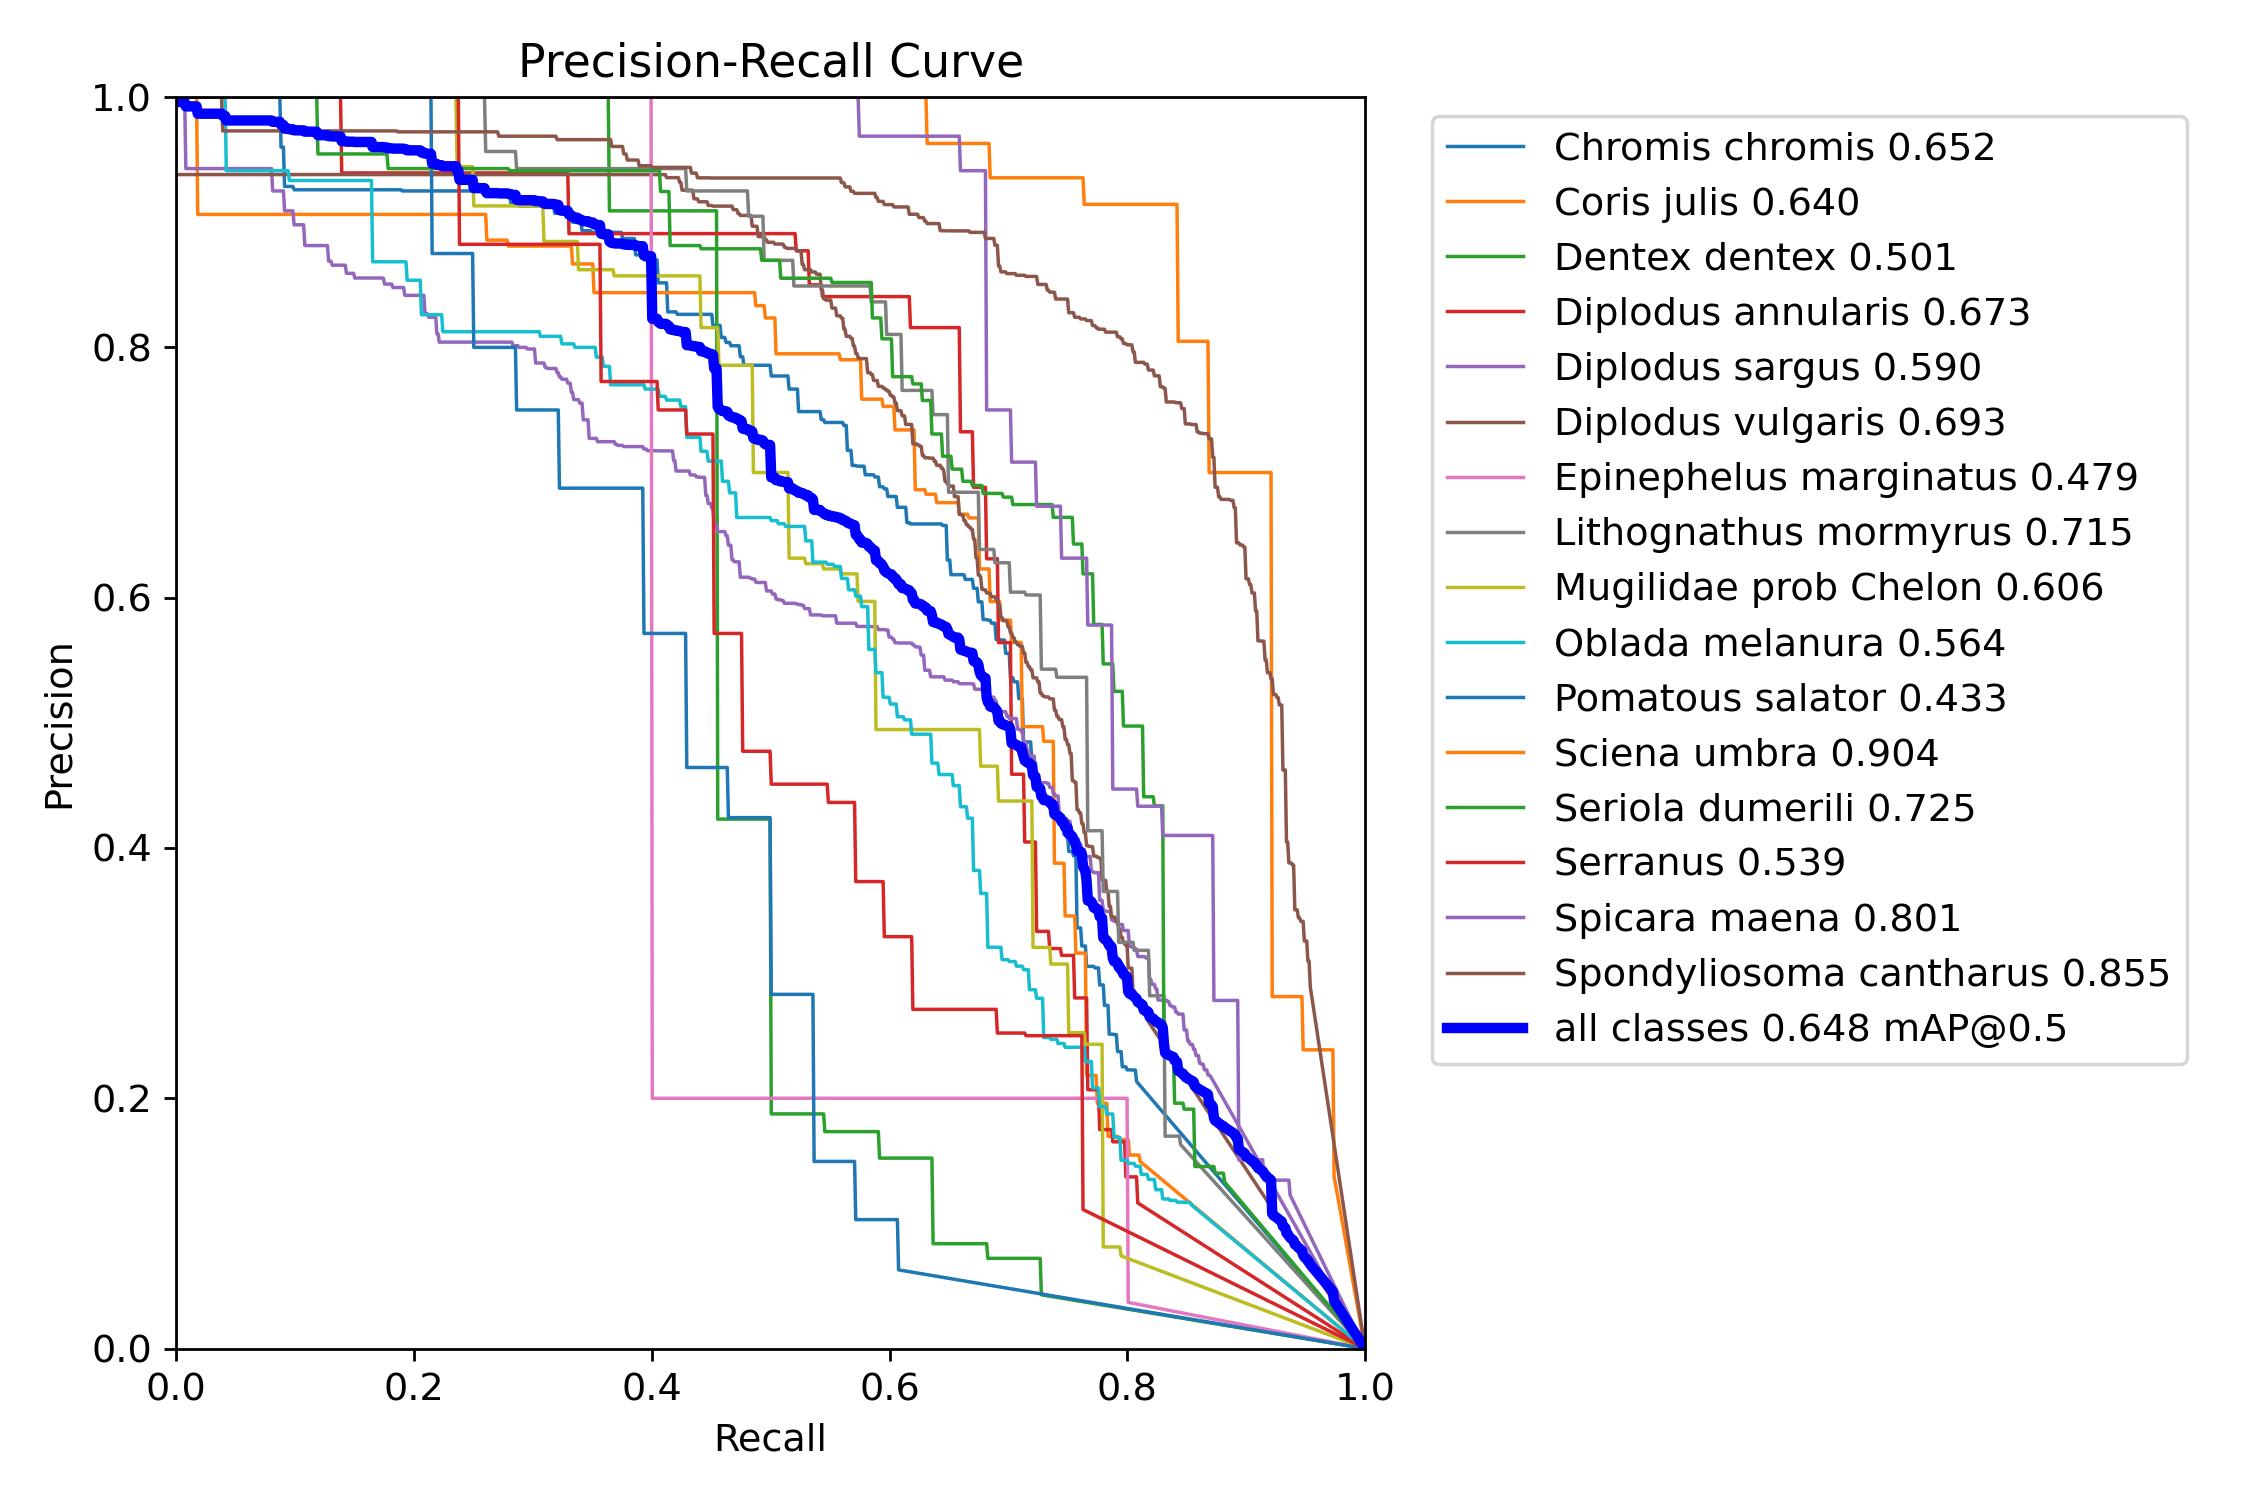 Precision-Recall Curve
1.0
0.8
0.6
0.4
0.2
0.0
Precision
0.0 0.2 0.4 0.6 0.8 1.0
Recall
Chromis chromis 0.652
Coris julis 0.640
Dentex dentex 0.501
Diplodus annularis 0.673
Diplodus sargus 0.590
Diplodus vulgaris 0.693
Epinephelus marginatus 0.479
Lithognathus mormyrus 0.715
Mugilidae prob Chelon 0.606
Oblada melanura 0.564
Pomatous salator 0.433
Sciena umbra 0.904
Seriola dumerili 0.725
Serranus 0.539
Spicara maena 0.801
Spondyliosoma cantharus 0.855
all classes 0.648 mAP@0.5